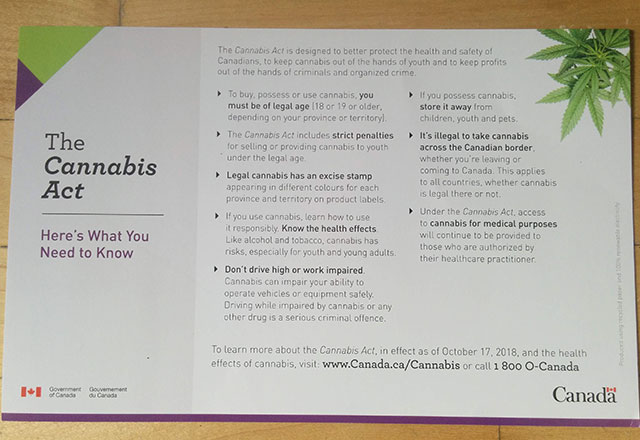 The
Cannabis
Act
Here's What You
Need to Know
The Cannabis Act is designed to better protect the health and safety of
Canadians, to keep cannabis out of the hands of youth and to keep profits
out of the hands of criminals and organized crime.
To buy, possess or use cannabis, you
must be of legal age (18 or 19 or older,
depending on your province or territory).
The Cannabis Act includes strict penalties
for selling or providing cannabis to youth
under the legal age.
Legal cannabis has an excise stamp
appearing in different colours for each
province and territory on product labels.
If you use cannabis, learn how to use
it responsibly. Know the health effects.
Like alcohol and tobacco, cannabis has
risks, especially for youth and young adults.
Don't drive high or work impaired.
Cannabis can impair your ability to
operate vehicles or equipment safely.
Driving while impaired by cannabis or any
other drug is a serious criminal offence.
If you possess cannabis,
store it away from
children, youth and pets.
It's illegal to take cannabis
across the Canadian border,
whether you're leaving or
coming to Canada. This applies
to all countries, whether cannabis
is legal there or not.
Under the Cannabis Act, access
to cannabis for medical purposes
will continue to be provided to
those who are authorized by
their healthcare practitioner.
To learn more about the Cannabis Act, in effect as of October 17, 2018, and the health
effects of cannabis, visit: www.Canada.ca/Cannabis or call 1 800 O-Canada
Government
of Canada
Gouvernement
du Canada
Canada
Produced using recycled paper and 100% renewable electricity.